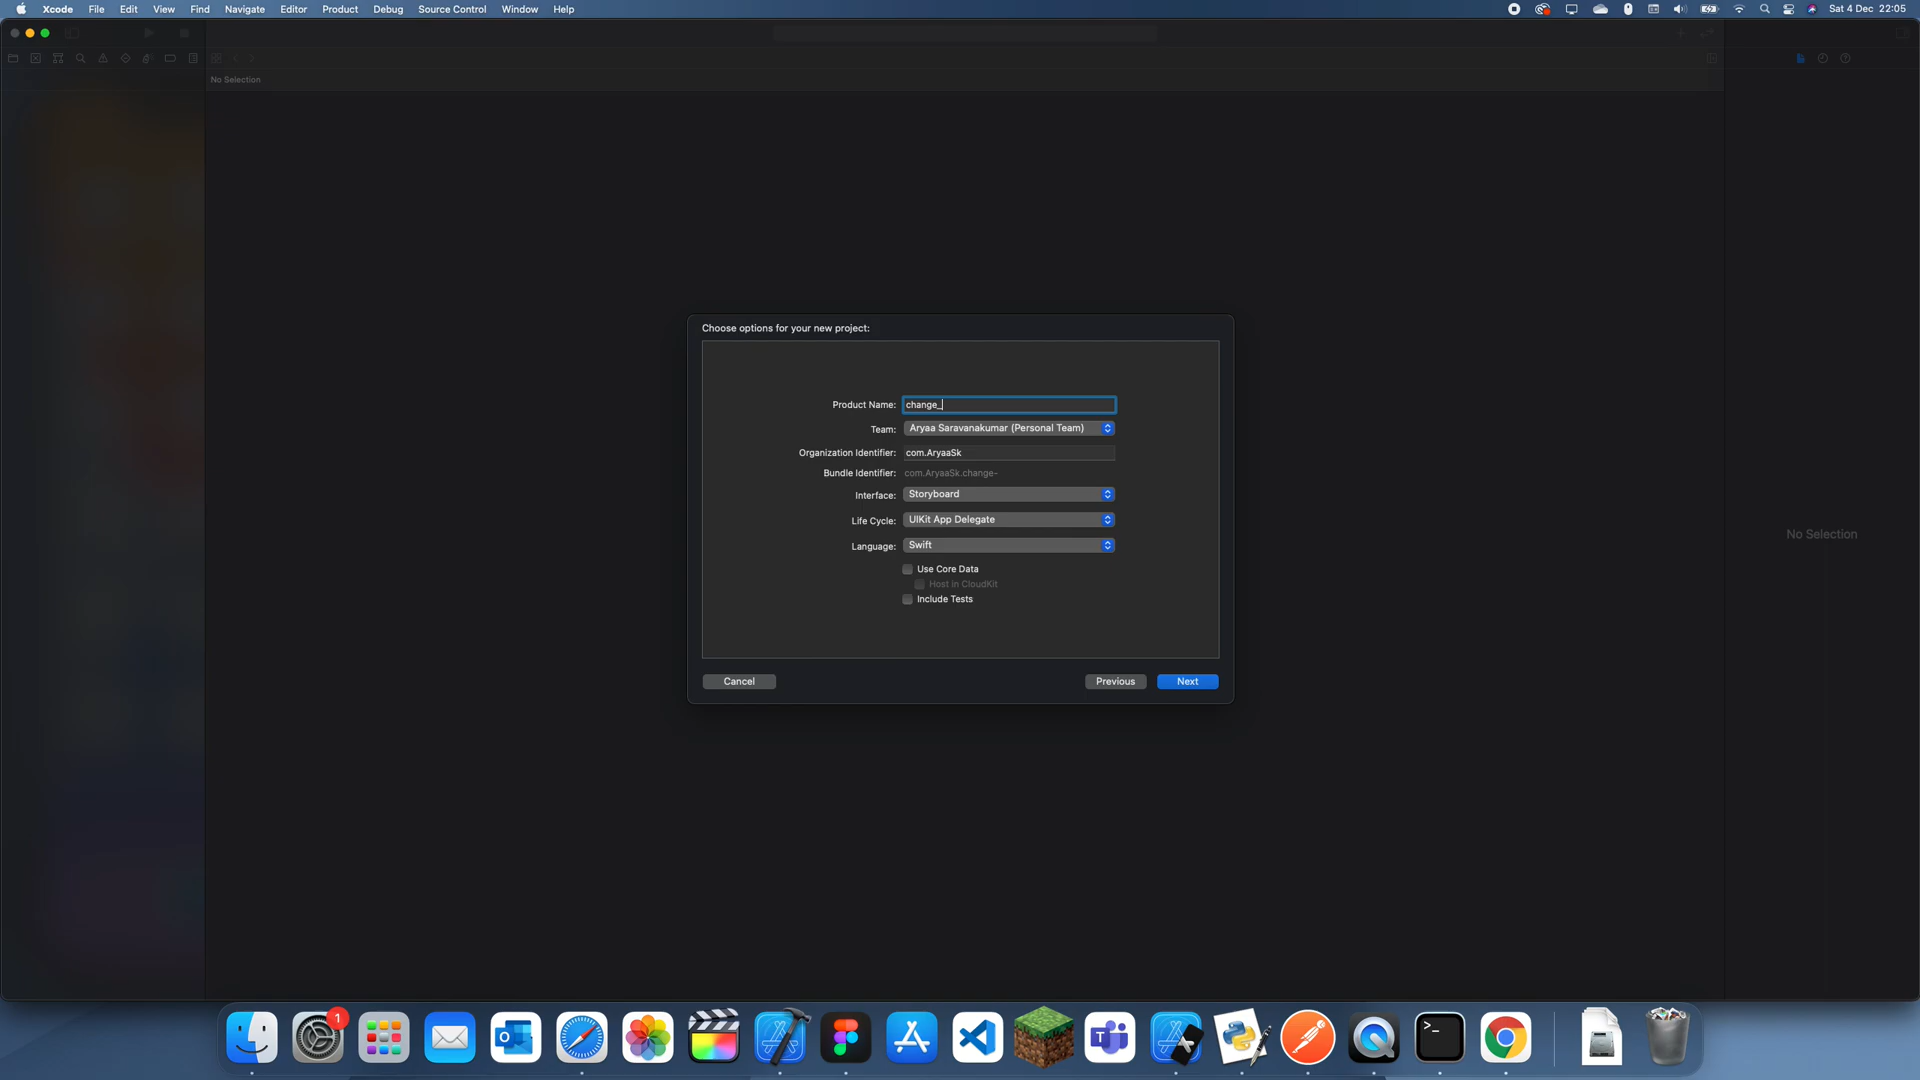 Xcode File Edit View Find Navigate Editor Product Debug Source Control Window Help Sat 4 Dec 22:05
No Selection
Choose options for your new project:
Product Name: change_
Team: Aryaa Saravanakumar (Personal Team)
Organization Identifier: com.AryaaSk
Bundle Identifier: com.AryaaSk.change-
Interface: Storyboard
No Selection
Life Cycle: UIKit App Delegate
Language: Swift
Use Core Data
Host in CloudKit
Include Tests
Cancel Previous Next
1